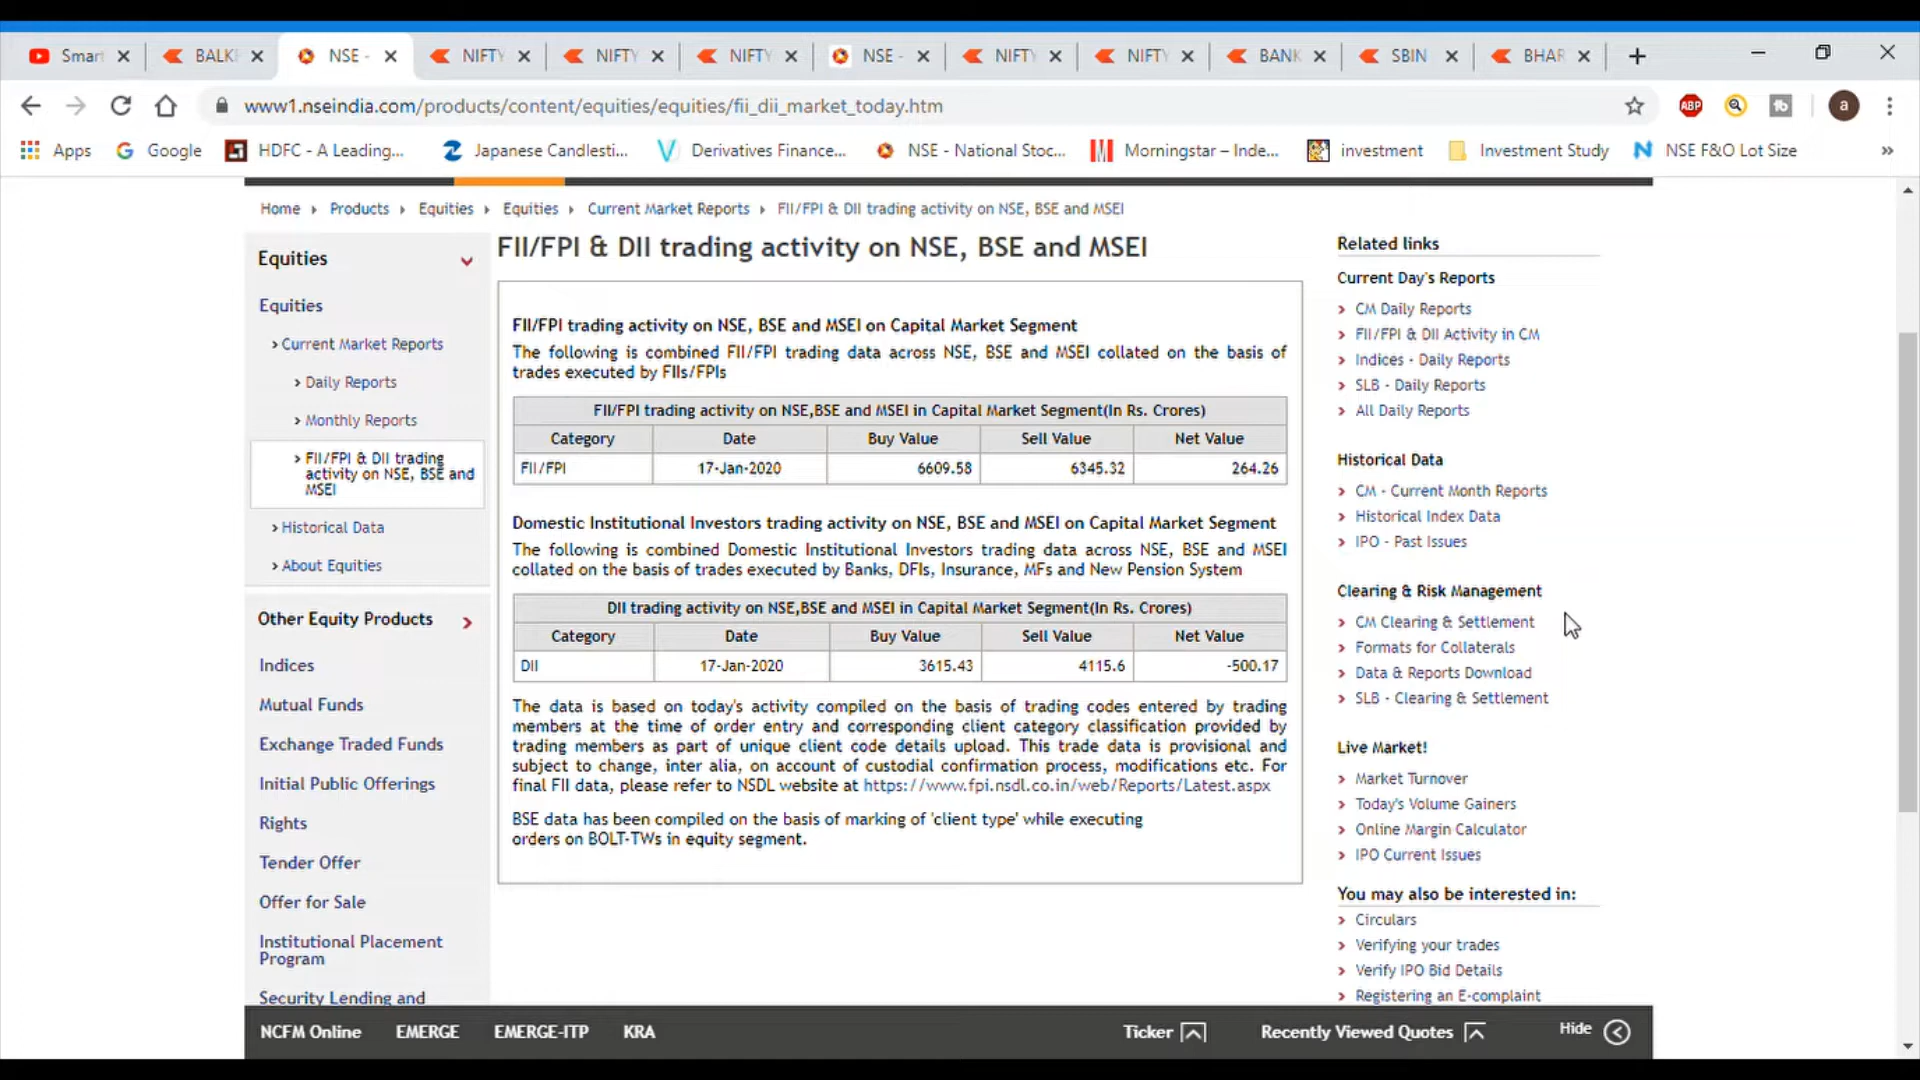 Smar
BALK
NSE -
NIFTY
NIFTY
NIFTY
NSE -
NIFTY
NIFTY
BANK
SBIN
BHAR
www1.nseindia.com/products/content/equities/equities/fii_dii_market_today.htm
ABP
a
Apps
Google
HDFC - A Leading...
Japanese Candlesti...
Derivatives Finance...
NSE - National Stoc...
Morningstar – Inde...
investment
Investment Study
NSE F&O Lot Size
»
Home › Products › Equities › Equities › Current Market Reports › FII/FPI & DII trading activity on NSE, BSE and MSEI
Equities
Equities
› Current Market Reports
› Daily Reports
› Monthly Reports
› FII/FPI & DII trading
activity on NSE, BSE and
MSEI
› Historical Data
› About Equities
Other Equity Products
Indices
Mutual Funds
Exchange Traded Funds
Initial Public Offerings
Rights
Tender Offer
Offer for Sale
Institutional Placement
Program
Security Lending and
FII/FPI & DII trading activity on NSE, BSE and MSEI
FII/FPI trading activity on NSE, BSE and MSEI on Capital Market Segment
The following is combined FII/FPI trading data across NSE, BSE and MSEI collated on the basis of
trades executed by FIIs/FPIs
FII/FPI trading activity on NSE,BSE and MSEI in Capital Market Segment(In Rs. Crores)
Category Date Buy Value Sell Value Net Value
FII/FPI 17-Jan-2020 6609.58 6345.32 264.26
Domestic Institutional Investors trading activity on NSE, BSE and MSEI on Capital Market Segment
The following is combined Domestic Institutional Investors trading data across NSE, BSE and MSEI
collated on the basis of trades executed by Banks, DFIs, Insurance, MFs and New Pension System
DII trading activity on NSE,BSE and MSEI in Capital Market Segment(In Rs. Crores)
Category Date Buy Value Sell Value Net Value
DII 17-Jan-2020 3615.43 4115.6 -500.17
The data is based on today's activity compiled on the basis of trading codes entered by trading
members at the time of order entry and corresponding client category classification provided by
trading members as part of unique client code details upload. This trade data is provisional and
subject to change, inter alia, on account of custodial confirmation process, modifications etc. For
final FII data, please refer to NSDL website at https://www.fpi.nsdl.co.in/web/Reports/Latest.aspx
BSE data has been compiled on the basis of marking of 'client type' while executing
orders on BOLT-TWs in equity segment.
Related links
Current Day's Reports
› CM Daily Reports
› FII/FPI & DII Activity in CM
› Indices - Daily Reports
› SLB - Daily Reports
› All Daily Reports
Historical Data
› CM - Current Month Reports
› Historical Index Data
› IPO - Past Issues
Clearing & Risk Management
› CM Clearing & Settlement
› Formats for Collaterals
› Data & Reports Download
› SLB - Clearing & Settlement
Live Market!
› Market Turnover
› Today's Volume Gainers
› Online Margin Calculator
› IPO Current Issues
You may also be interested in:
› Circulars
› Verifying your trades
› Verify IPO Bid Details
› Registering an E-complaint
NCFM Online EMERGE EMERGE-ITP KRA Ticker Recently Viewed Quotes Hide